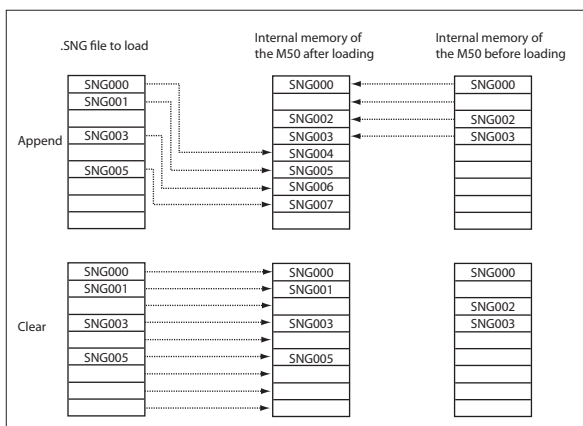 .SNG file to load
Internal memory of
the M50 after loading
Internal memory of
the M50 before loading
Append
SNG000
SNG001
SNG003
SNG005
SNG000
SNG002
SNG003
SNG004
SNG005
SNG006
SNG007
SNG000
SNG002
SNG003
Clear
SNG000
SNG001
SNG003
SNG005
SNG000
SNG001
SNG003
SNG005
SNG000
SNG002
SNG003